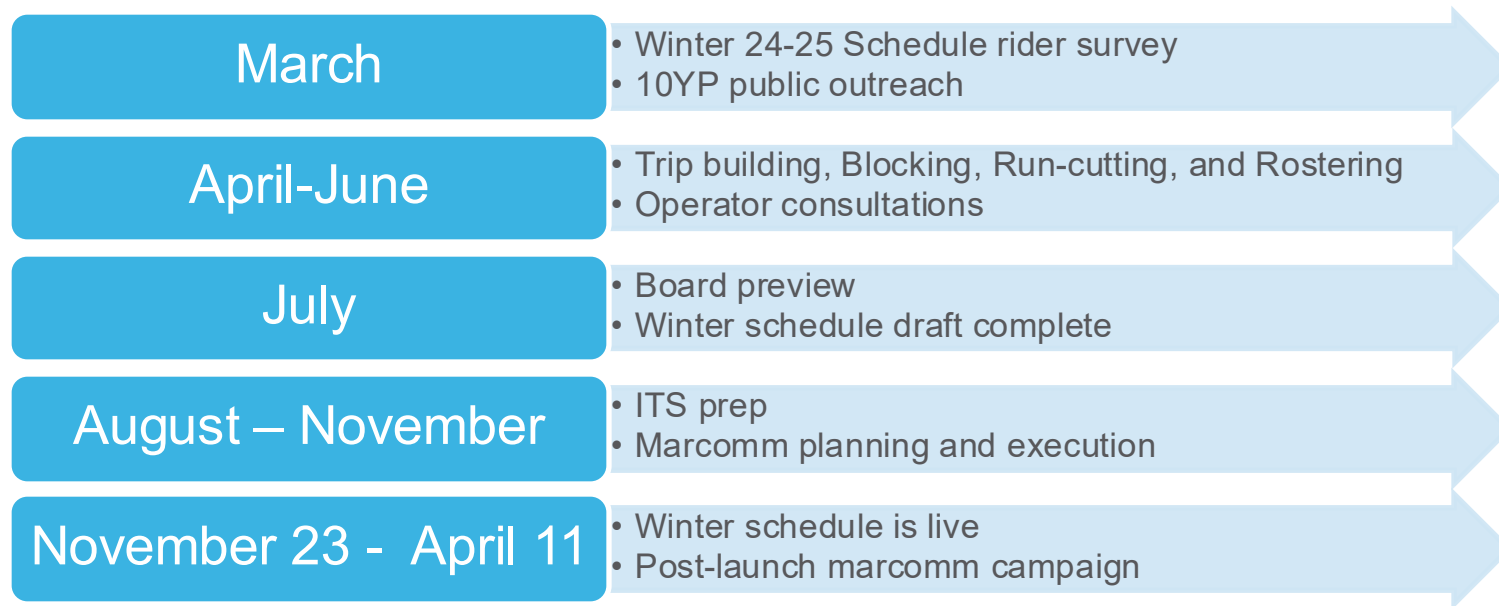 March
• Winter 24-25 Schedule rider survey
• 10YP public outreach
April-June
• Trip building, Blocking, Run-cutting, and Rostering
• Operator consultations
July
• Board preview
• Winter schedule draft complete
August – November
• ITS prep
• Marcomm planning and execution
November 23 - April 11
• Winter schedule is live
• Post-launch marcomm campaign